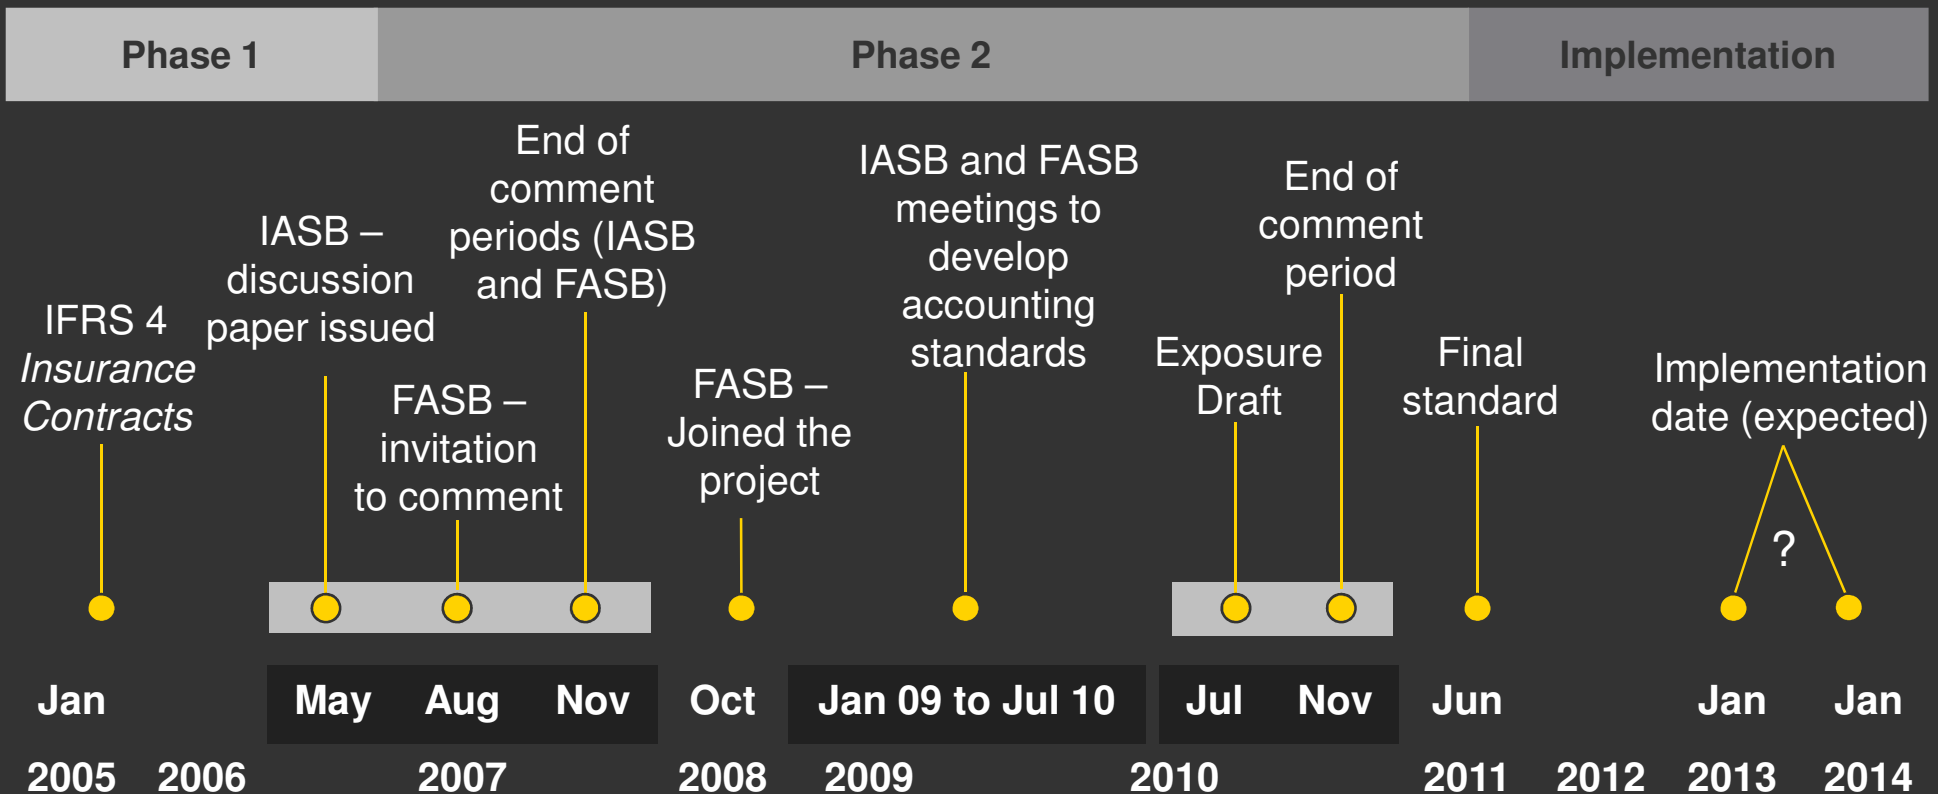 Phase 1
Phase 2
Implementation
IFRS 4
Insurance
Contracts
IASB –
discussion
paper issued
FASB –
invitation
to comment
End of
comment
periods (IASB
and FASB)
FASB –
Joined the
project
IASB and FASB
meetings to
develop
accounting
standards
Exposure
Draft
End of
comment
period
Final
standard
Implementation
date (expected)
?
Jan
May
Aug
Nov
Oct
Jan 09 to Jul 10
Jul
Nov
Jun
Jan
Jan
2005
2006
2007
2008
2009
2010
2011
2012
2013
2014